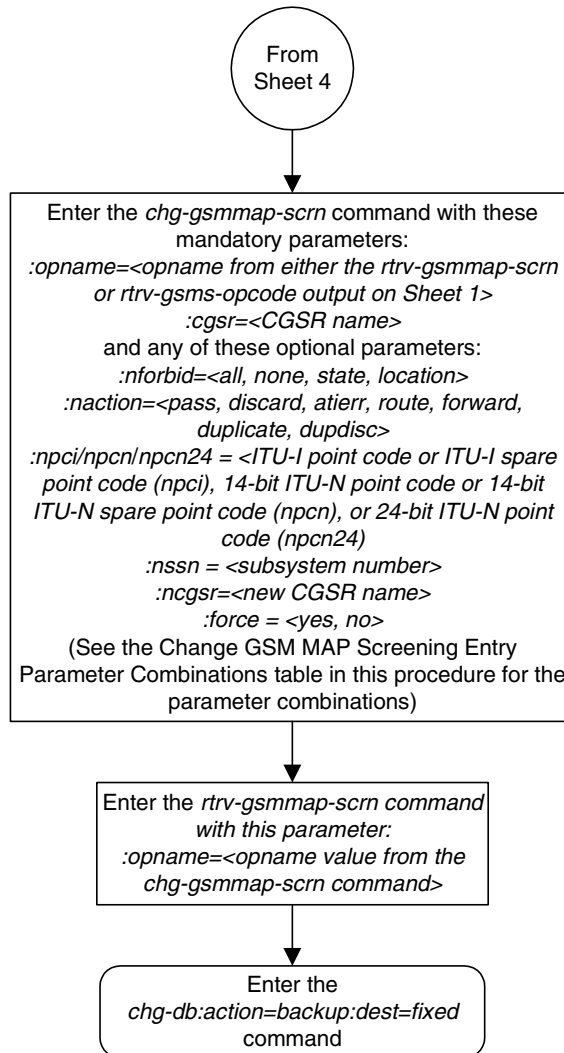 From
Sheet 4
Enter the chg-gsmmap-scrn command with these
mandatory parameters:
:opname=<opname from either the rtrv-gsmmap-scrn
or rtrv-gsms-opcode output on Sheet 1>
:cgsr=<CGSR name>
and any of these optional parameters:
:nforbid=<all, none, state, location>
:naction=<pass, discard, atierr, route, forward,
duplicate, dupdisc>
:npci/npcn/npcn24 = <ITU-I point code or ITU-I spare
point code (npci), 14-bit ITU-N point code or 14-bit
ITU-N spare point code (npcn), or 24-bit ITU-N point
code (npcn24)
:nssn = <subsystem number>
:ncgsr=<new CGSR name>
:force = <yes, no>
(See the Change GSM MAP Screening Entry
Parameter Combinations table in this procedure for the
parameter combinations)
Enter the rtrv-gsmmap-scrn command
with this parameter:
:opname=<opname value from the
chg-gsmmap-scrn command>
Enter the
chg-db:action=backup:dest=fixed
command